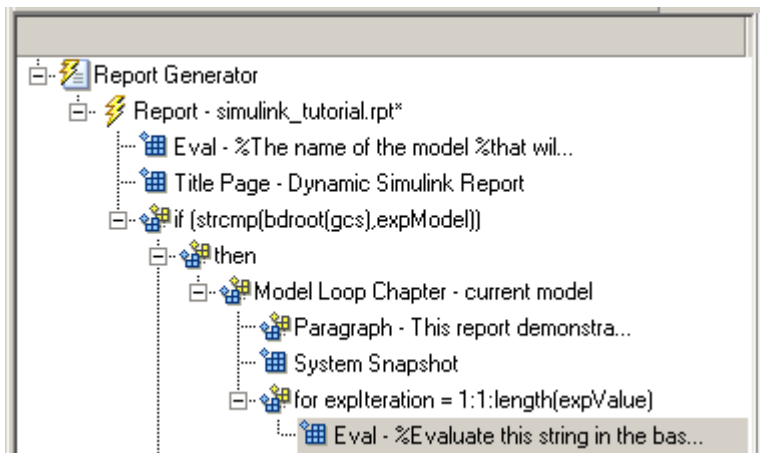 Report Generator
Report - simulink_tutorial.rpt*
Eval - %The name of the model %that wil...
Title Page - Dynamic Simulink Report
if (strcmp(bdroot(gcs),expModel))
then
Model Loop Chapter - current model
Paragraph - This report demonstra...
System Snapshot
for expIteration = 1:1:length(expValue)
Eval - %Evaluate this string in the bas...